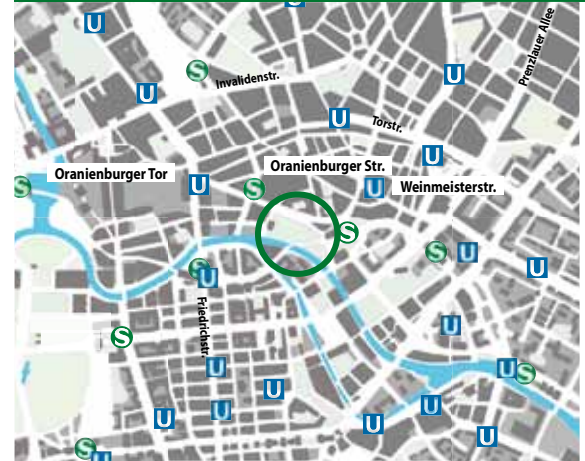 U
U
S
Invalidenstr.
Prenzlauer Allee
U
U
U
Torstr.
U
Oranienburger Tor
Oranienburger Str.
S
U
S
U
Weinmeisterstr.
S
S
U
U
S
U
Friedrichstr.
S
U
U
U
S
U
U
U
U
U
U
S
U